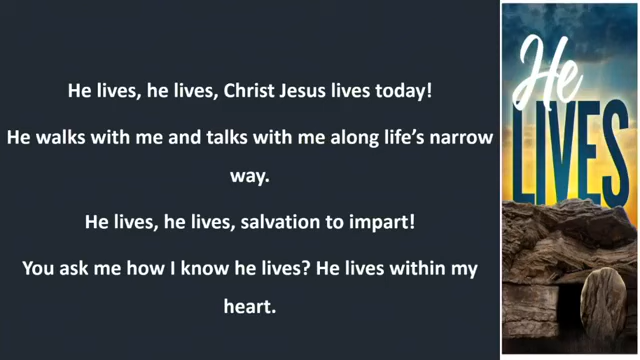 He lives, he lives, Christ Jesus lives today!
He walks with me and talks with me along life's narrow
way.
He lives, he lives, salvation to impart!
You ask me how I know he lives? He lives within my
heart.
He
LIVES